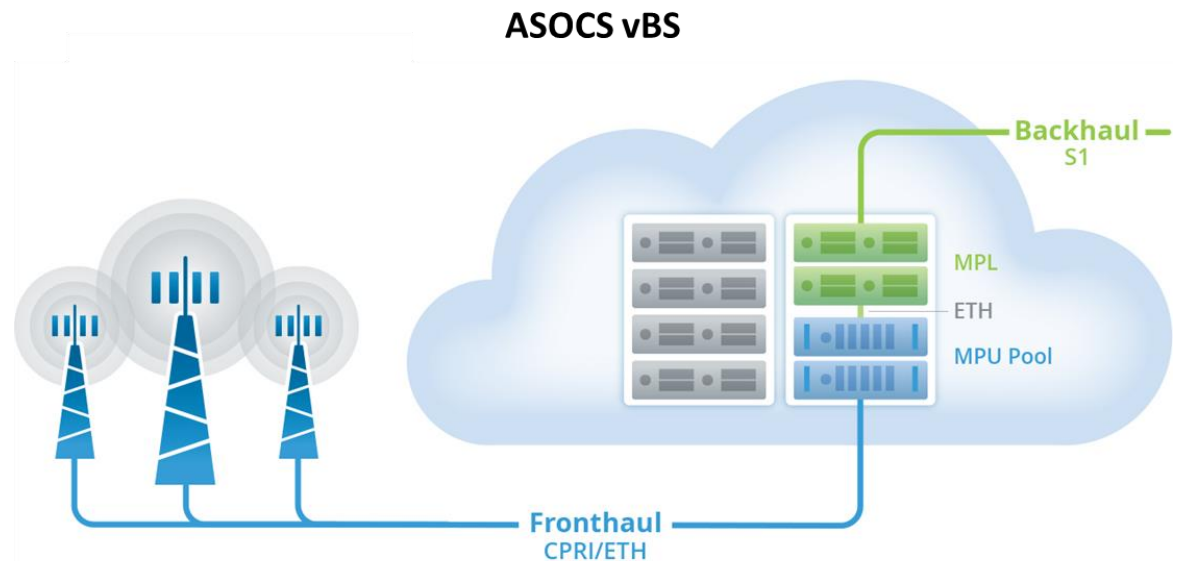 ASOCS vBS
Backhaul
S1
MPL
ETH
MPU Pool
Fronthaul
CPRI/ETH